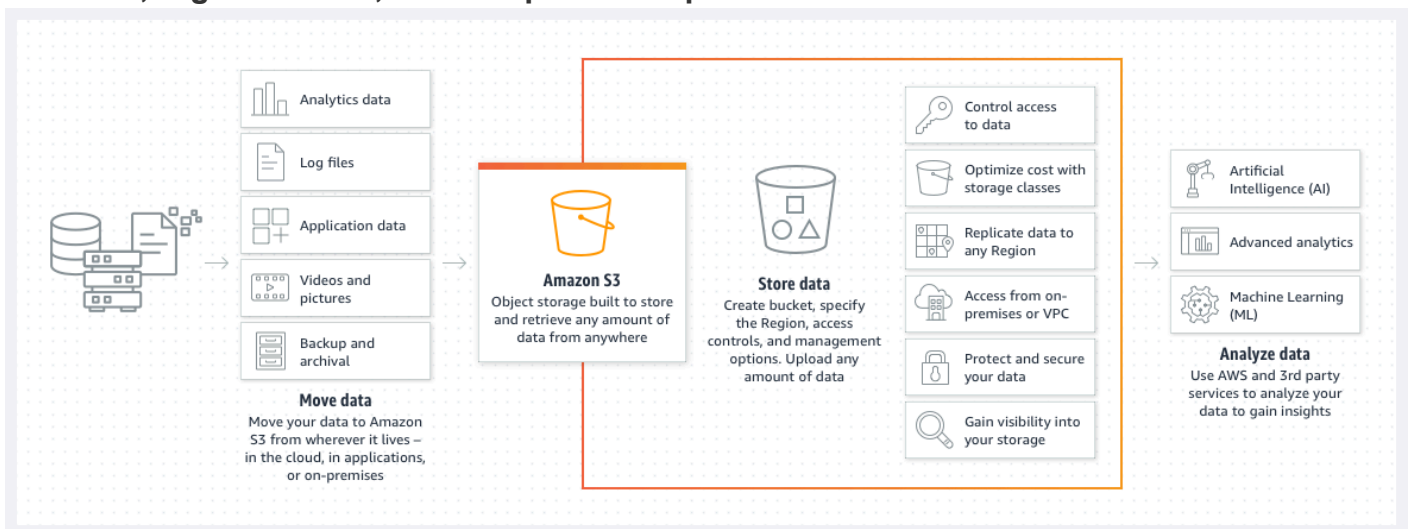 Analytics data
Log files
Application data
Videos and
pictures
Backup and
archival
Move data
Move your data to Amazon
S3 from wherever it lives –
in the cloud, in applications,
or on-premises
Amazon S3
Object storage built to store
and retrieve any amount of
data from anywhere
Store data
Create bucket, specify
the Region, access
controls, and management
options. Upload any
amount of data
Control access
to data
Optimize cost with
storage classes
Replicate data to
any Region
Access from on-
premises or VPC
Protect and secure
your data
Gain visibility into
your storage
Artificial
Intelligence (AI)
Advanced analytics
Machine Learning
(ML)
Analyze data
Use AWS and 3rd party
services to analyze your
data to gain insights